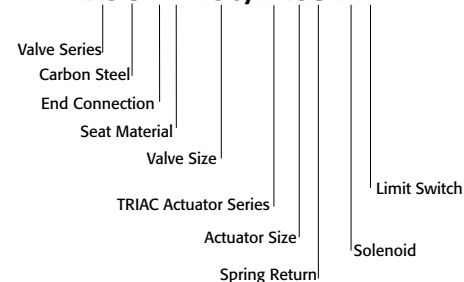 Valve Series
Carbon Steel
End Connection
Seat Material
Valve Size
Limit Switch
TRIAC Actuator Series
Actuator Size
Solenoid
Spring Return